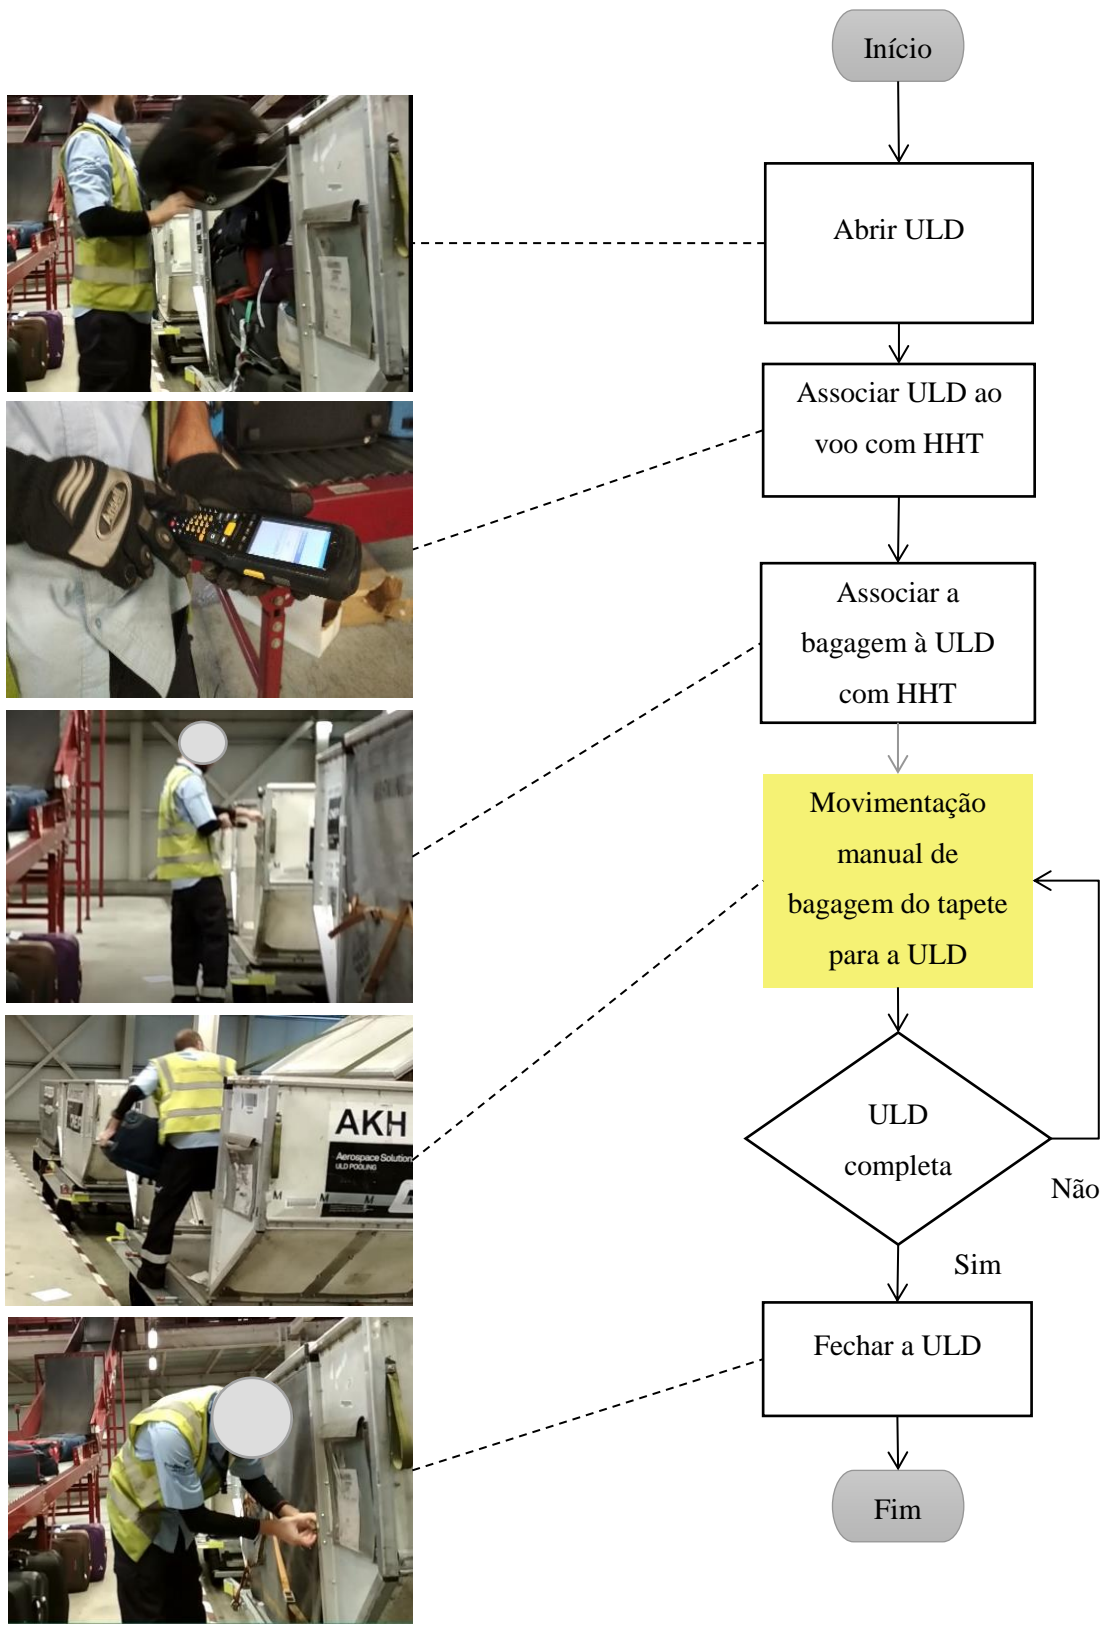 Início
Abrir ULD
Associar ULD ao
voo com HHT
Ansell
Associar a
bagagem à ULD
com HHT
Movimentação
manual de
bagagem do tapete
para a ULD
AKH
Aerospace Solution
ULD POOLING
M M M
ULD
completa
Não
Sim
Fechar a ULD
Fim